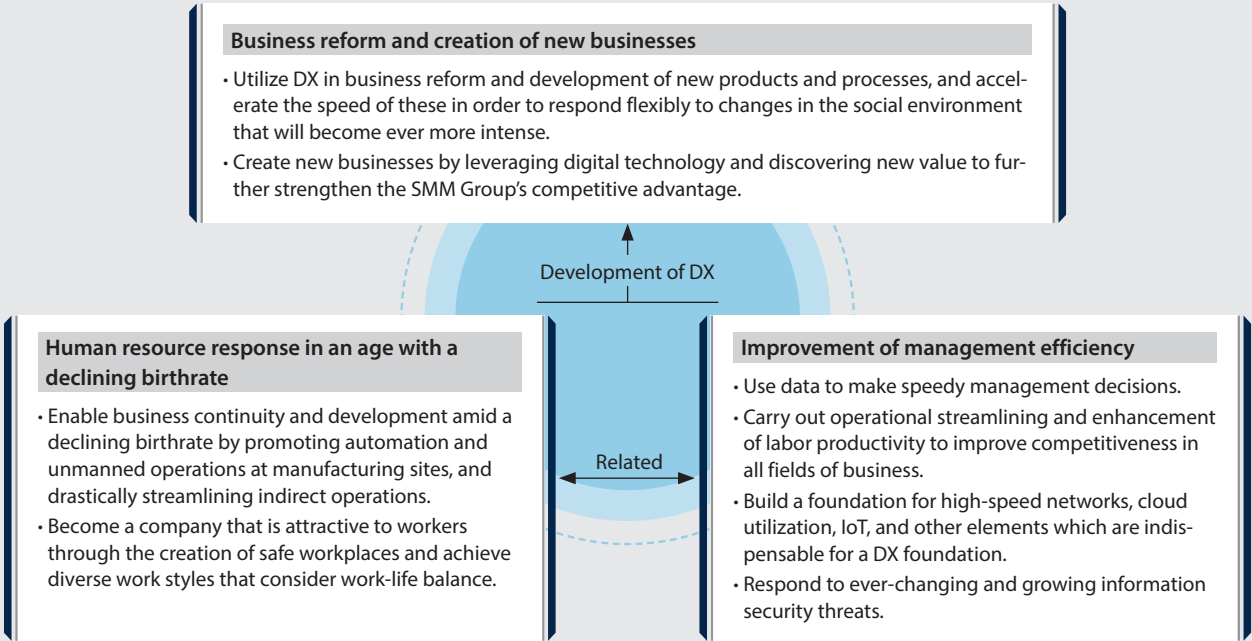 Business reform and creation of new businesses
• Utilize DX in business reform and development of new products and processes, and accel-
erate the speed of these in order to respond flexibly to changes in the social environment
that will become ever more intense.
• Create new businesses by leveraging digital technology and discovering new value to fur-
ther strengthen the SMM Group’s competitive advantage.
Development of DX
Human resource response in an age with a
declining birthrate
• Enable business continuity and development amid a
declining birthrate by promoting automation and
unmanned operations at manufacturing sites, and
drastically streamlining indirect operations.
• Become a company that is attractive to workers
through the creation of safe workplaces and achieve
diverse work styles that consider work-life balance.
Related
Improvement of management efficiency
• Use data to make speedy management decisions.
• Carry out operational streamlining and enhancement
of labor productivity to improve competitiveness in
all fields of business.
• Build a foundation for high-speed networks, cloud
utilization, IoT, and other elements which are indis-
pensable for a DX foundation.
• Respond to ever-changing and growing information
security threats.